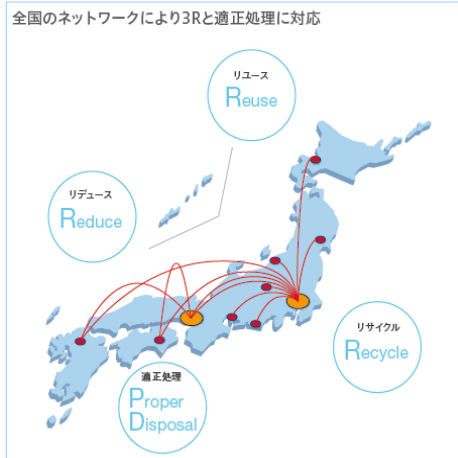 全国のネットワークにより3Rと適正処理に対応
リユース
Reuse
リデュース
Reduce
リサイクル
Recycle
適正処理
Proper
Disposal